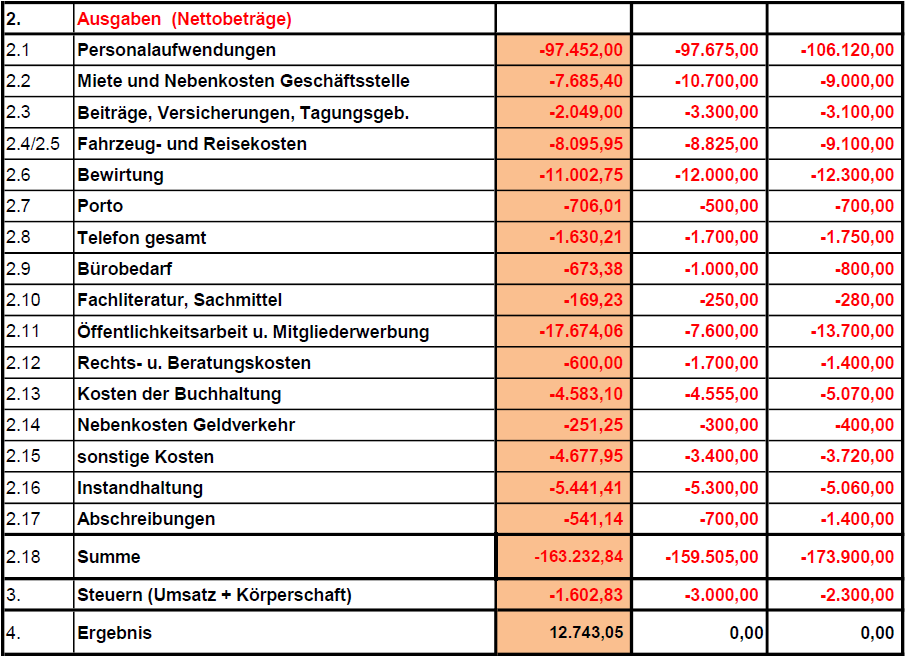 2. Ausgaben (Nettobeträge)
2.1 Personalaufwendungen -97.452,00 -97.675,00 -106.120,00
2.2 Miete und Nebenkosten Geschäftsstelle -7.685,40 -10.700,00 -9.000,00
2.3 Beiträge, Versicherungen, Tagungsgeb. -2.049,00 -3.300,00 -3.100,00
2.4/2.5 Fahrzeug- und Reisekosten -8.095,95 -8.825,00 -9.100,00
2.6 Bewirtung -11.002,75 -12.000,00 -12.300,00
2.7 Porto -706,01 -500,00 -700,00
2.8 Telefon gesamt -1.630,21 -1.700,00 -1.750,00
2.9 Bürobedarf -673,38 -1.000,00 -800,00
2.10 Fachliteratur, Sachmittel -169,23 -250,00 -280,00
2.11 Öffentlichkeitsarbeit u. Mitgliederwerbung -17.674,06 -7.600,00 -13.700,00
2.12 Rechts- u. Beratungskosten -600,00 -1.700,00 -1.400,00
2.13 Kosten der Buchhaltung -4.583,10 -4.555,00 -5.070,00
2.14 Nebenkosten Geldverkehr -251,25 -300,00 -400,00
2.15 sonstige Kosten -4.677,95 -3.400,00 -3.720,00
2.16 Instandhaltung -5.441,41 -5.300,00 -5.060,00
2.17 Abschreibungen -541,14 -700,00 -1.400,00
2.18 Summe -163.232,84 -159.505,00 -173.900,00
3. Steuern (Umsatz + Körperschaft) -1.602,83 -3.000,00 -2.300,00
4. Ergebnis 12.743,05 0,00 0,00